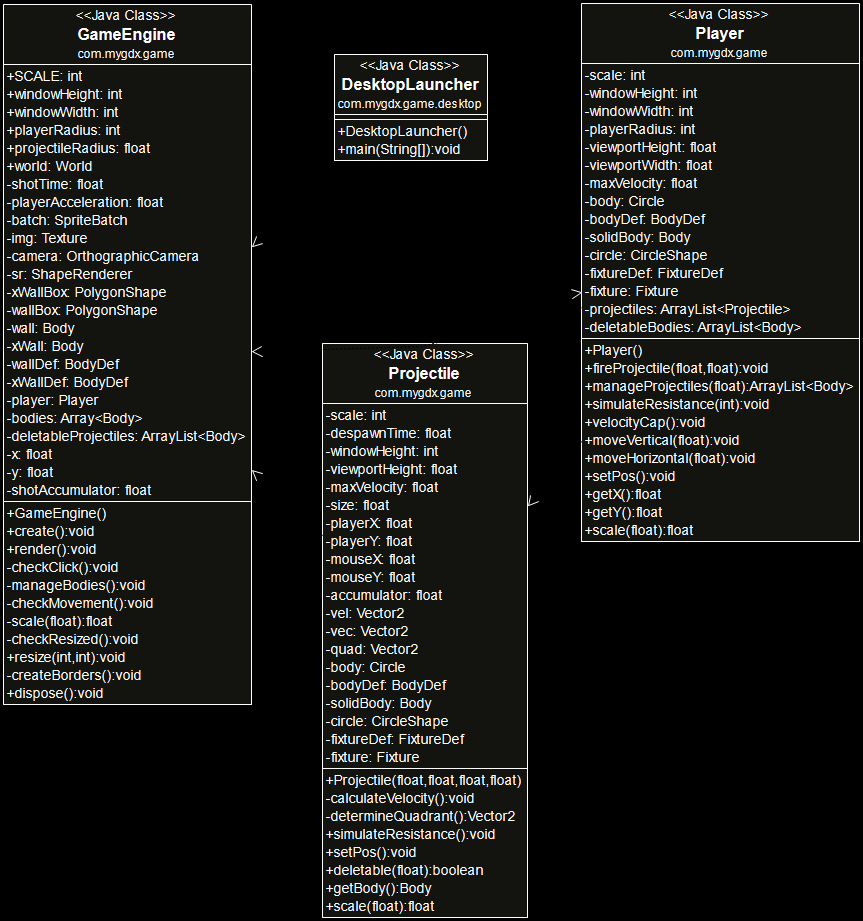 <<Java Class>>
GameEngine
com.mygdx.game
+SCALE: int
+windowHeight: int
+windowWidth: int
+playerRadius: int
+projectileRadius: float
+world: World
-shotTime: float
-playerAcceleration: float
-batch: SpriteBatch
-img: Texture
-camera: OrthographicCamera
-sr: ShapeRenderer
-xWallBox: PolygonShape
-wallBox: PolygonShape
-wall: Body
-xWall: Body
-wallDef: BodyDef
-xWallDef: BodyDef
-player: Player
-bodies: Array<Body>
-deletableProjectiles: ArrayList<Body>
-x: float
-y: float
-shotAccumulator: float
+GameEngine()
+create():void
+render():void
-checkClick():void
-manageBodies():void
-checkMovement():void
-scale(float):float
-checkResized():void
+resize(int,int):void
-createBorders():void
+dispose():void
<<Java Class>>
DesktopLauncher
com.mygdx.game.desktop
+DesktopLauncher()
+main(String[]):void
<<Java Class>>
Projectile
com.mygdx.game
-scale: int
-despawnTime: float
-windowHeight: int
-viewportHeight: float
-maxVelocity: float
-size: float
-playerX: float
-playerY: float
-mouseX: float
-mouseY: float
-accumulator: float
-vel: Vector2
-vec: Vector2
-quad: Vector2
-body: Circle
-bodyDef: BodyDef
-solidBody: Body
-circle: CircleShape
-fixtureDef: FixtureDef
-fixture: Fixture
+Projectile(float,float,float,float)
-calculateVelocity():void
-determineQuadrant():Vector2
+simulateResistance():void
+setPos():void
+deletable(float):boolean
+getBody():Body
+scale(float):float
<<Java Class>>
Player
com.mygdx.game
-scale: int
-windowHeight: int
-windowWidth: int
-playerRadius: int
-viewportHeight: float
-viewportWidth: float
-maxVelocity: float
-body: Circle
-bodyDef: BodyDef
-solidBody: Body
-circle: CircleShape
-fixtureDef: FixtureDef
-fixture: Fixture
-projectiles: ArrayList<Projectile>
-deletableBodies: ArrayList<Body>
+Player()
+fireProjectile(float,float):void
+manageProjectiles(float):ArrayList<Body>
+simulateResistance(int):void
+velocityCap():void
+moveVertical(float):void
+moveHorizontal(float):void
+setPos():void
+getX():float
+getY():float
+scale(float):float